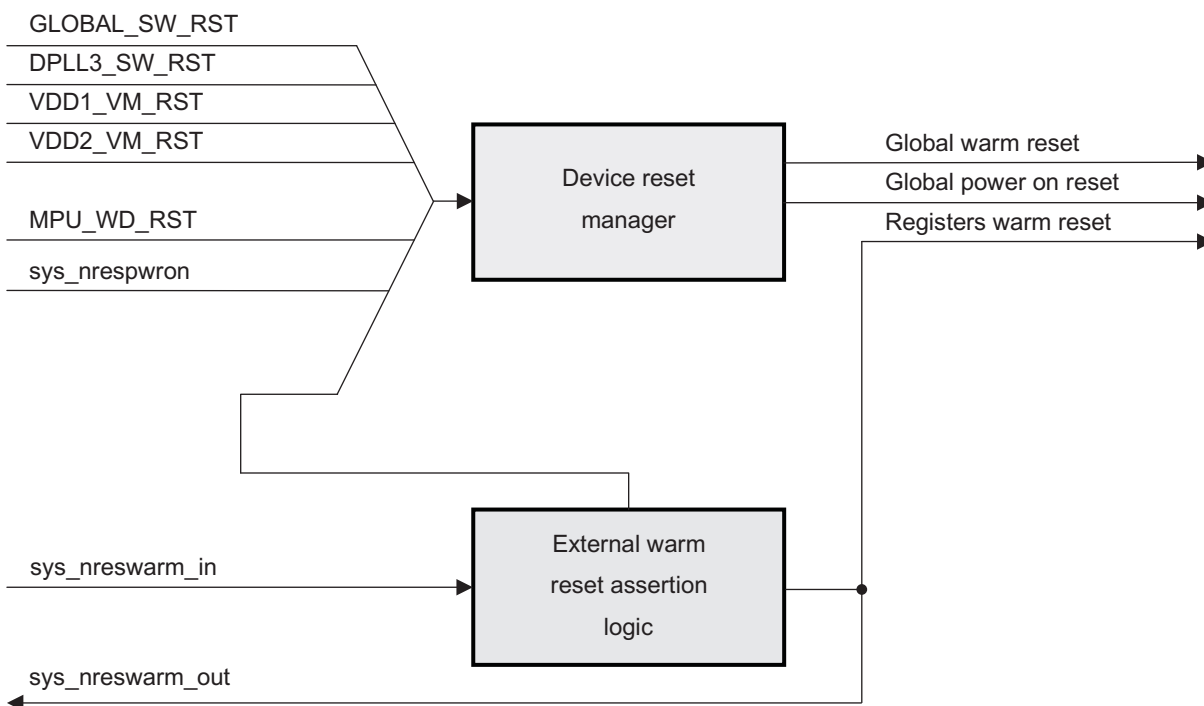 GLOBAL_SW_RST
DPLL3_SW_RST
VDD1_VM_RST
VDD2_VM_RST
MPU_WD_RST
sys_nrespwron
Device reset
manager
Global warm reset
Global power on reset
Registers warm reset
sys_nreswarm_in
External warm
reset assertion
logic
sys_nreswarm_out